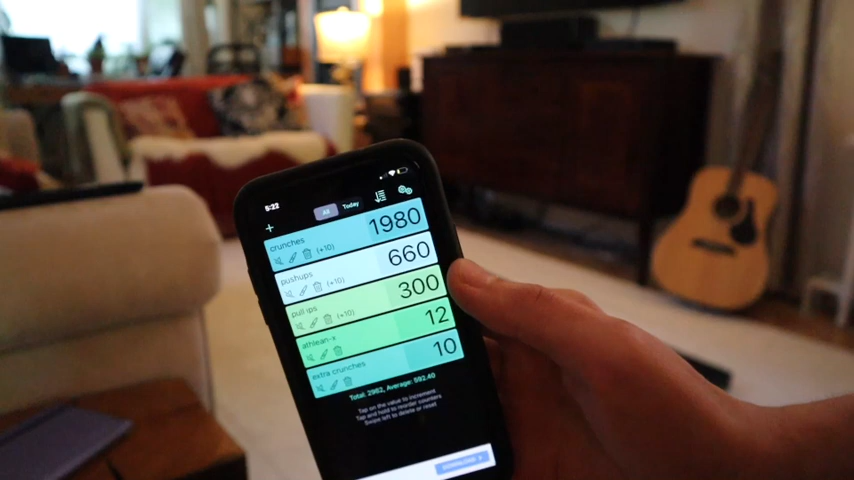 5:22
All Today
+
crunches 1980
(+10)
pushups 660
(+10)
pull ips 300
(+10)
athlean-x 12
extra crunches 10
Total: 2962, Average: 592.40
Tap on the value to increment
Tap and hold to reorder counters
Swipe left to delete or reset
DOWNLOAD >